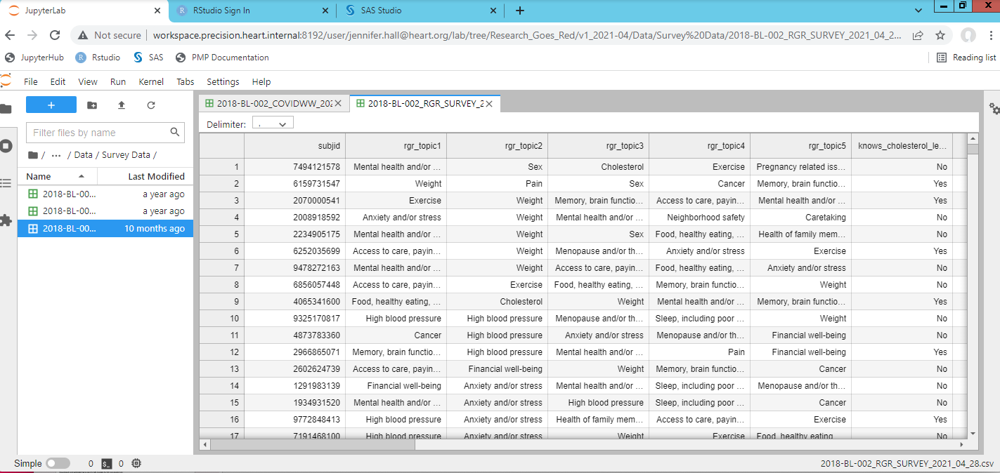 JupyterLab RStudio Sign In SAS Studio
Not secure workspace.precision.heart.internal:8192/user/jennifer.hall@heart.org/lab/tree/Research_Goes_Red/v1_2021-04/Data/Survey%20Data/2018-BL-002_RGR_SURVEY_2021_04_2...
JupyterHub Rstudio SAS PMP Documentation Reading list
File Edit View Run Kernel Tabs Settings Help
2018-BL-002_COVIDWW_202 2018-BL-002_RGR_SURVEY_2
Delimiter: ,
Filter files by name
/ ... / Data / Survey Data /
Name Last Modified
2018-BL-00... a year ago
2018-BL-00... a year ago
2018-BL-00... 10 months ago
subjid rgr_topic1 rgr_topic2 rgr_topic3 rgr_topic4 rgr_topic5 knows_cholesterol_le...
1 7494121578 Mental health and/or ... Sex Cholesterol Exercise Pregnancy related iss... No
2 6159731547 Weight Pain Sex Cancer Memory, brain functio... Yes
3 2070000541 Exercise Weight Memory, brain functio... Access to care, payin... Mental health and/or ... Yes
4 2008918592 Anxiety and/or stress Weight Mental health and/or ... Neighborhood safety Caretaking No
5 2234905175 Mental health and/or ... Weight Sex Food, healthy eating, ... Health of family mem... No
6 6252035699 Access to care, payin... Weight Menopause and/or th... Anxiety and/or stress Exercise Yes
7 9478272163 Mental health and/or ... Weight Access to care, payin... Food, healthy eating, ... Anxiety and/or stress No
8 6856057448 Access to care, payin... Exercise Food, healthy eating, ... Memory, brain functio... Weight No
9 4065341600 Food, healthy eating, ... Cholesterol Weight Mental health and/or ... Memory, brain functio... Yes
10 9325170817 High blood pressure High blood pressure Menopause and/or th... Sleep, including poor ... Weight No
11 4873783360 Cancer High blood pressure Anxiety and/or stress Menopause and/or th... Financial well-being No
12 2966865071 Memory, brain functio... High blood pressure Mental health and/or ... Pain Financial well-being Yes
13 2602624739 Access to care, payin... Financial well-being Weight Memory, brain functio... Cancer No
14 1291983139 Financial well-being Anxiety and/or stress Mental health and/or ... Sleep, including poor ... Menopause and/or th... No
15 1934931520 Mental health and/or ... Anxiety and/or stress High blood pressure Sleep, including poor ... Cancer No
16 9772848413 High blood pressure Anxiety and/or stress Health of family mem... Access to care, payin... Exercise Yes
17 7191468100 High blood pressure Anxiety and/or stress Weight Exercise Food, healthy eating No
Simple 0 0 2018-BL-002_RGR_SURVEY_2021_04_28.csv